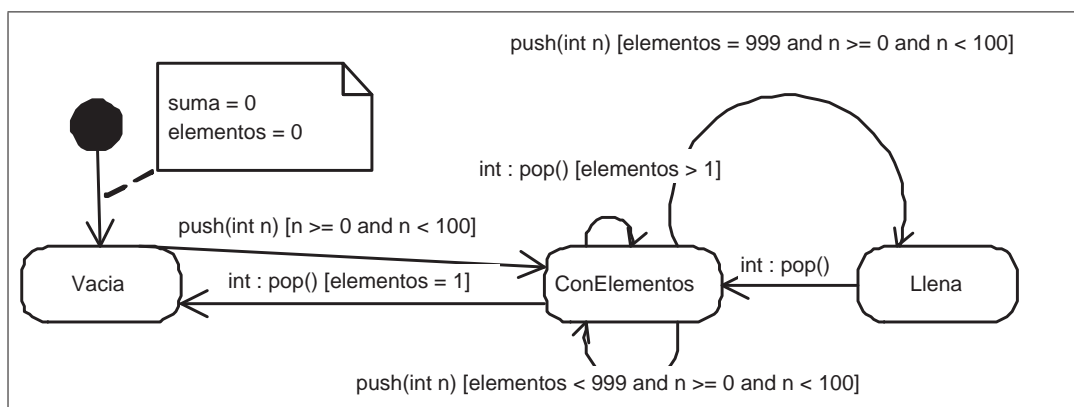 push(int n) [elementos = 999 and n >= 0 and n < 100]
suma = 0
elementos = 0
int : pop() [elementos > 1]
push(int n) [n >= 0 and n < 100]
int : pop()
Vacia
int : pop() [elementos = 1]
ConElementos
Llena
push(int n) [elementos < 999 and n >= 0 and n < 100]